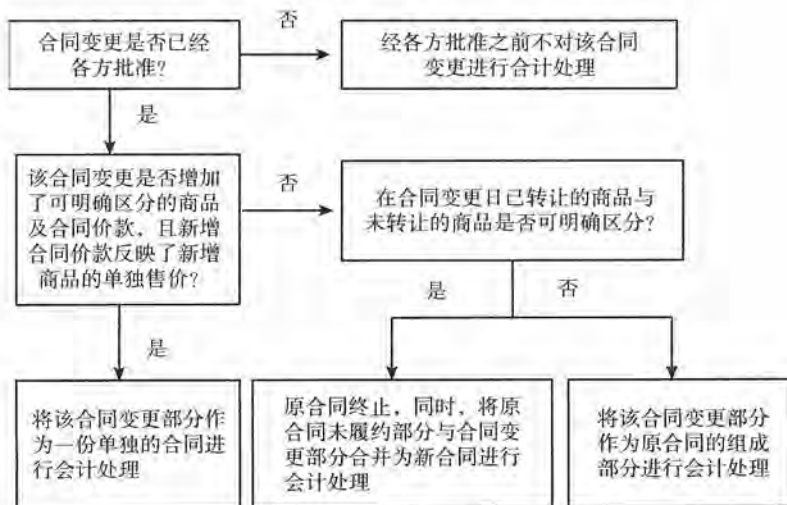 合同变更是否已经
各方批准?
否
经各方批准之前不对该合同
变更进行合计处理
是
该合同变更是否增加
了可明确区分的商品
及合同价款，且新增
合同价款反映了新增
商品的单独售价?
否
在合同变更日已转让的商品与
未转让的商品是否可明确区分?
是
是
否
将该合同变更部分作
为一份单独的合同进
行会计处理
原合同终止，同时，将原
合同未履约部分与合同变
更部分合并为新合同进行
会计处理
将该合同变更部分
作为原合同的组成
部分进行会计处理